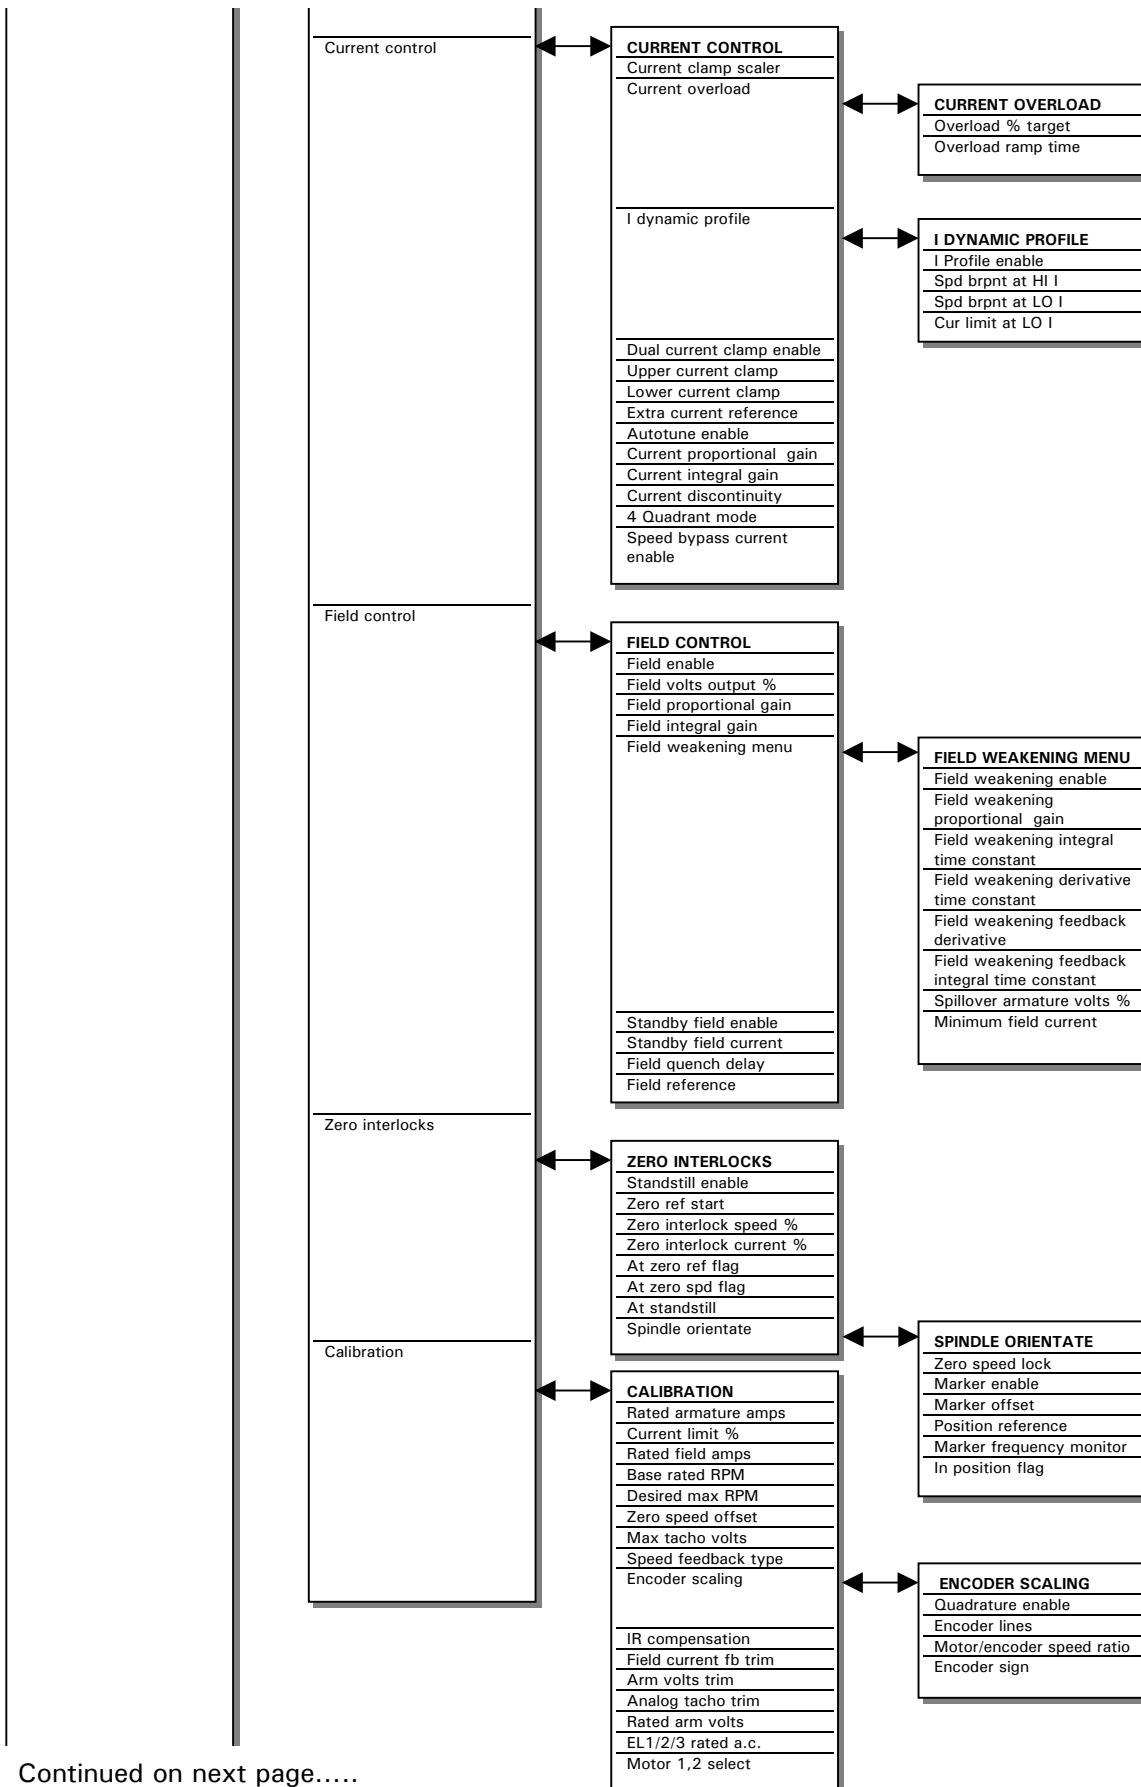 Current control
CURRENT CONTROL
Current clamp scaler
Current overload
CURRENT OVERLOAD
Overload % target
Overload ramp time
I dynamic profile
I DYNAMIC PROFILE
I Profile enable
Spd brpnt at HI I
Spd brpnt at LO I
Cur limit at LO I
Dual current clamp enable
Upper current clamp
Lower current clamp
Extra current reference
Autotune enable
Current proportional gain
Current integral gain
Current discontinuity
4 Quadrant mode
Speed bypass current
enable
Field control
FIELD CONTROL
Field enable
Field volts output %
Field proportional gain
Field integral gain
Field weakening menu
FIELD WEAKENING MENU
Field weakening enable
Field weakening
proportional gain
Field weakening integral
time constant
Field weakening derivative
time constant
Field weakening feedback
derivative
Field weakening feedback
integral time constant
Spillover armature volts %
Minimum field current
Standby field enable
Standby field current
Field quench delay
Field reference
Zero interlocks
ZERO INTERLOCKS
Standstill enable
Zero ref start
Zero interlock speed %
Zero interlock current %
At zero ref flag
At zero spd flag
At standstill
Spindle orientate
SPINDLE ORIENTATE
Zero speed lock
Marker enable
Marker offset
Position reference
Marker frequency monitor
In position flag
Calibration
CALIBRATION
Rated armature amps
Current limit %
Rated field amps
Base rated RPM
Desired max RPM
Zero speed offset
Max tacho volts
Speed feedback type
Encoder scaling
ENCODER SCALING
Quadrature enable
Encoder lines
Motor/encoder speed ratio
Encoder sign
IR compensation
Field current fb trim
Arm volts trim
Analog tacho trim
Rated arm volts
EL1/2/3 rated a.c.
Motor 1,2 select
Continued on next page.....